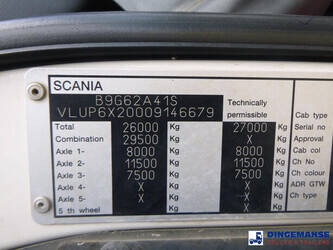 SCANIA
B9G62A41S
VLUP6X20009146679
Technically
permissible
Total 26000 Kg 27000 Kg
Combination 29500 Kg X Kg
Axle 1- 8000 Kg 8000 Kg
Axle 2- 11500 Kg 11500 Kg
Axle 3- 7500 Kg 7500 Kg
Axle 4- X Kg X Kg
Axle 5- X Kg X Kg
5 th wheel X Kg
Cab type
Serial no
Approval
Cab col
Ch No
Ch colour
ADR GTW
Ch type
DINGEMANSE